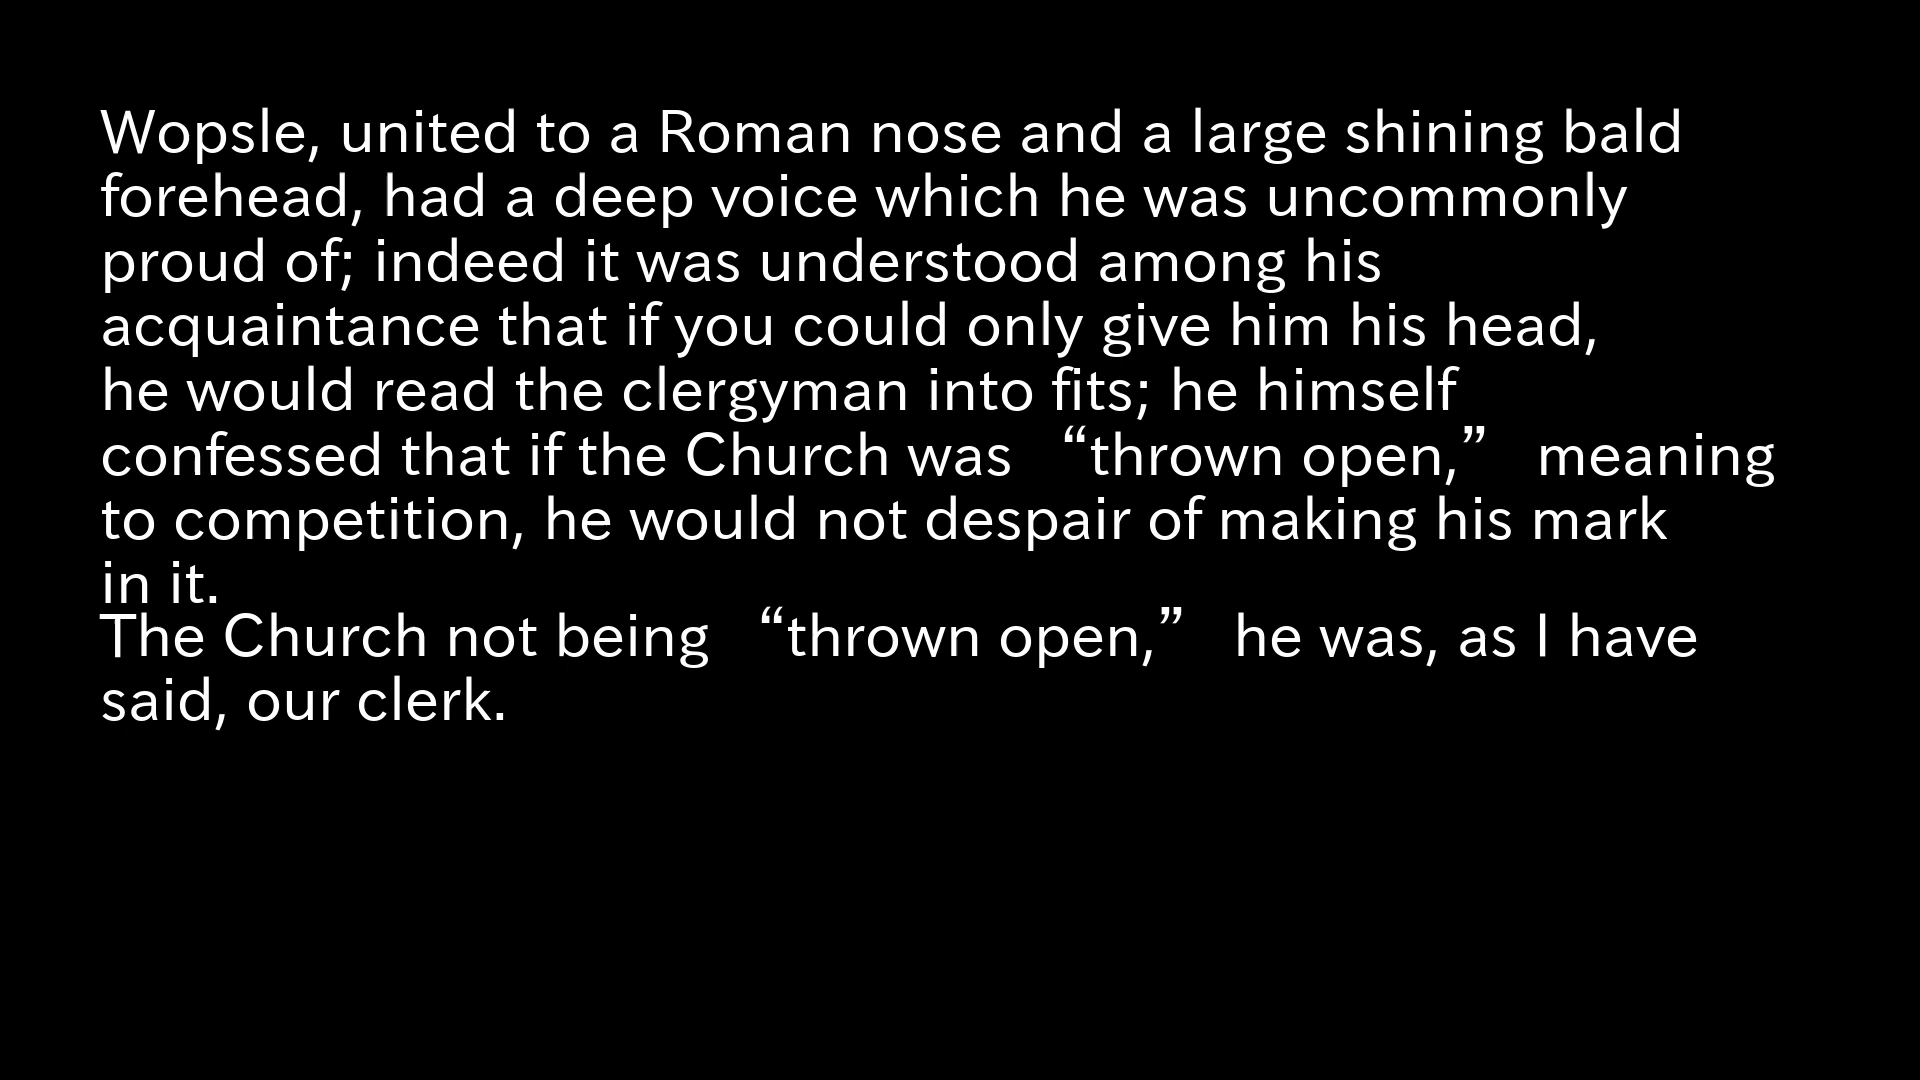 Wopsle, united to a Roman nose and a large shining bald
forehead, had a deep voice which he was uncommonly
proud of; indeed it was understood among his
acquaintance that if you could only give him his head,
he would read the clergyman into fits; he himself
confessed that if the Church was “thrown open,” meaning
to competition, he would not despair of making his mark
in it.
The Church not being “thrown open,” he was, as I have
said, our clerk.